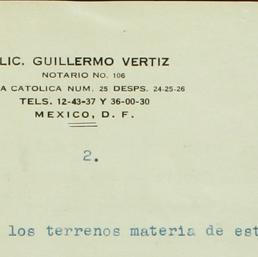 LIC. GUILLERMO VERTIZ
NOTARIO NO. 106
A CATOLICA NUM. 25 DESPS. 24-25-26
TELS. 12-43-37 Y 36-00-30
MEXICO, D. F.
2.
los terrenos materia de est